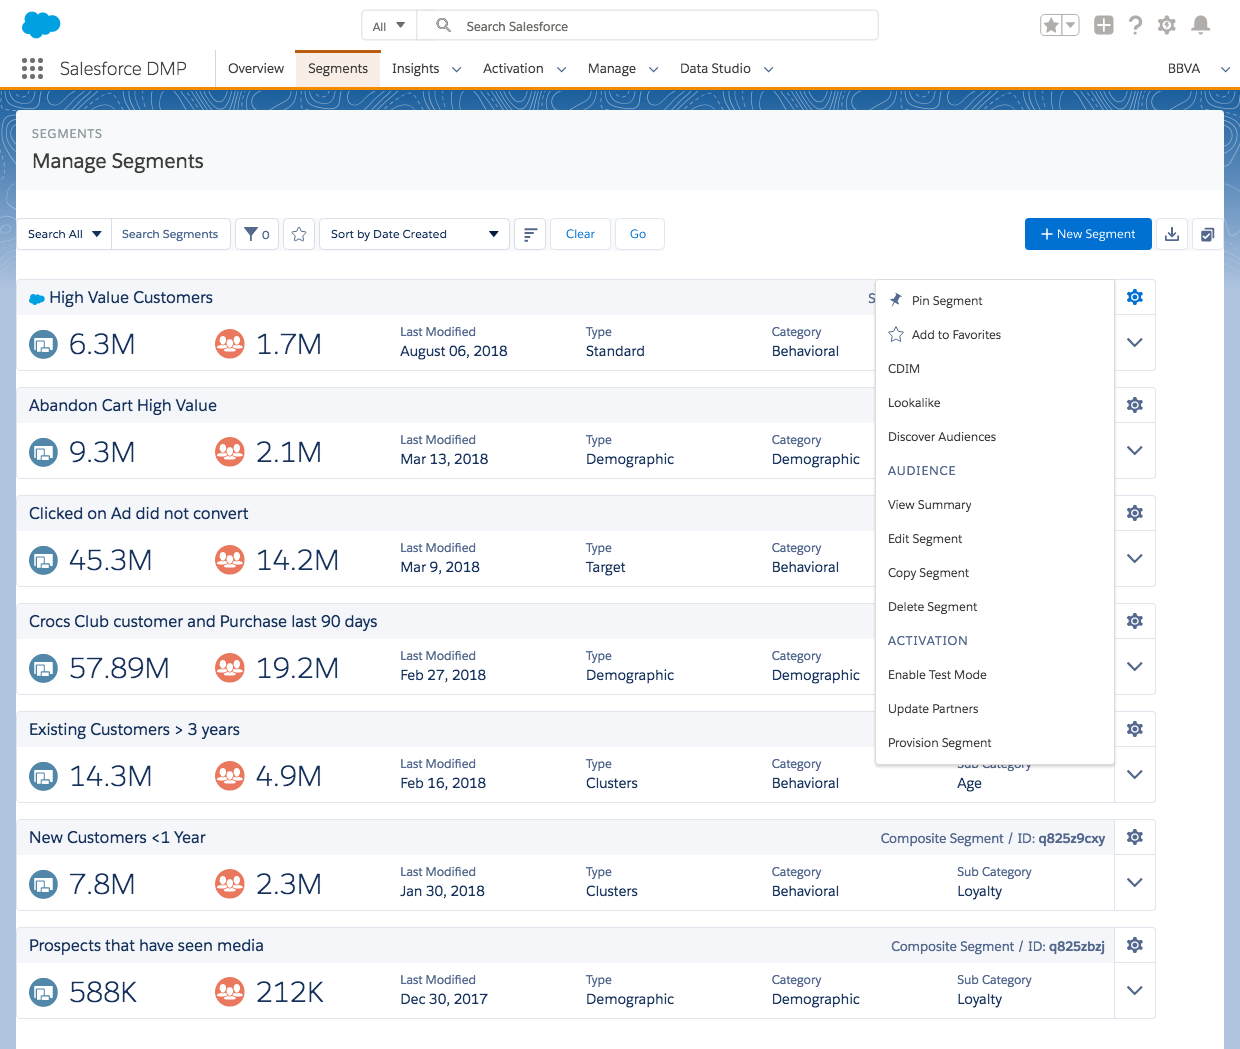 All
Search Salesforce
Salesforce DMP
Overview
Segments
Insights
Activation
Manage
Data Studio
BBVA
SEGMENTS
Manage Segments
Search All
Search Segments
0
Sort by Date Created
Clear
Go
+ New Segment
High Value Customers
S
6.3M
1.7M
Last Modified
August 06, 2018
Type
Standard
Category
Behavioral
Abandon Cart High Value
9.3M
2.1M
Last Modified
Mar 13, 2018
Type
Demographic
Category
Demographic
Clicked on Ad did not convert
45.3M
14.2M
Last Modified
Mar 9, 2018
Type
Target
Category
Behavioral
Crocs Club customer and Purchase last 90 days
57.89M
19.2M
Last Modified
Feb 27, 2018
Type
Demographic
Category
Demographic
Existing Customers > 3 years
14.3M
4.9M
Last Modified
Feb 16, 2018
Type
Clusters
Category
Behavioral
Sub Category
Age
New Customers <1 Year
Composite Segment / ID: q825z9cxy
7.8M
2.3M
Last Modified
Jan 30, 2018
Type
Clusters
Category
Behavioral
Sub Category
Loyalty
Prospects that have seen media
Composite Segment / ID: q825zbzj
588K
212K
Last Modified
Dec 30, 2017
Type
Demographic
Category
Demographic
Sub Category
Loyalty
Pin Segment
Add to Favorites
CDIM
Lookalike
Discover Audiences
AUDIENCE
View Summary
Edit Segment
Copy Segment
Delete Segment
ACTIVATION
Enable Test Mode
Update Partners
Provision Segment